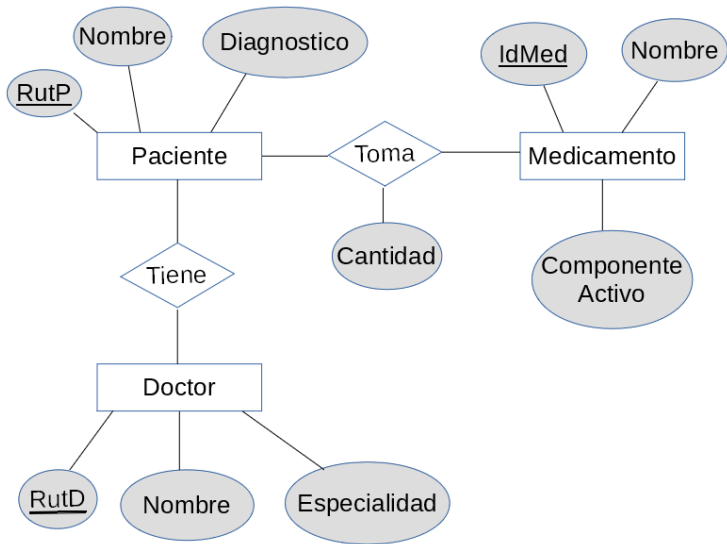 Nombre
Diagnostico
IdMed
Nombre
RutP
Paciente
Toma
Medicamento
Cantidad
Componente
Activo
Tiene
Doctor
RutD
Nombre
Especialidad